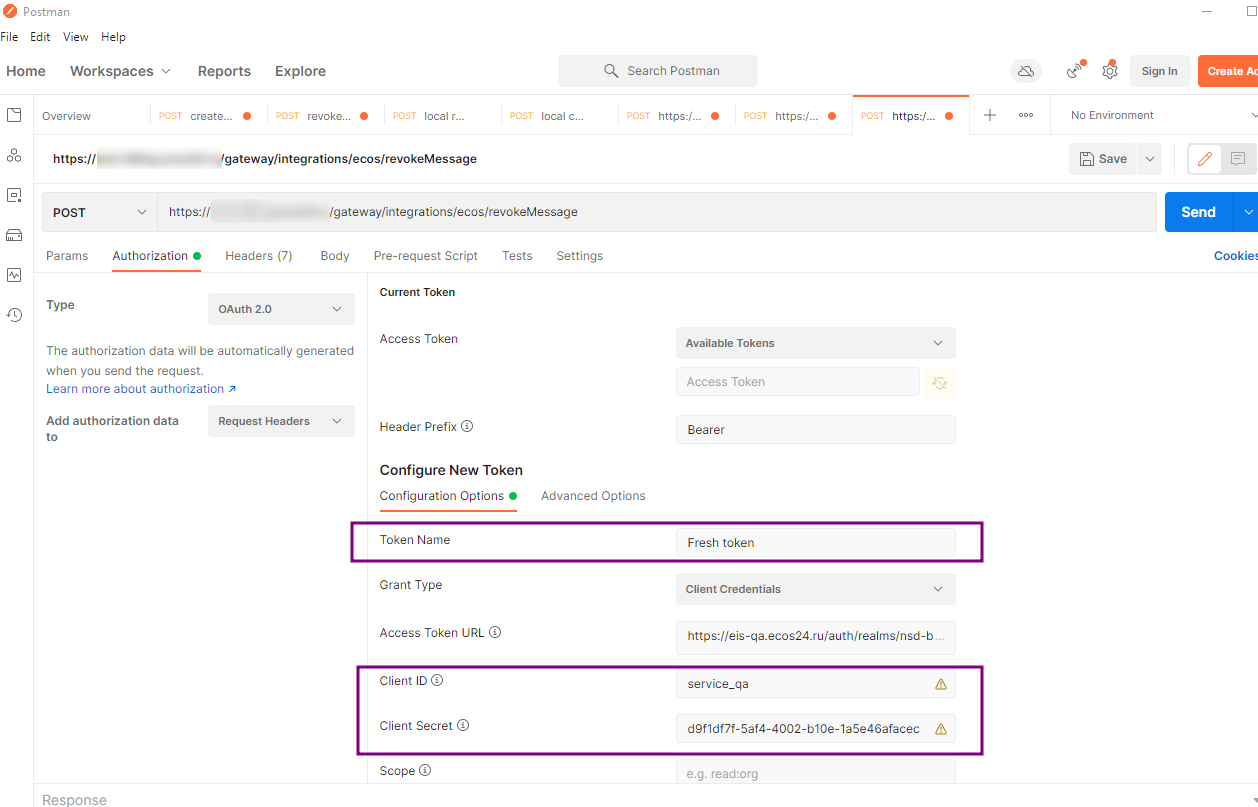 Postman
File Edit View Help
Home Workspaces Reports Explore Search Postman Sign In Create Ac
Overview POST create... POST revoke... POST local r... POST local c... POST https:/... POST https:/... POST https:/... No Environment
https:// /gateway/integrations/ecos/revokeMessage Save
POST https:// /gateway/integrations/ecos/revokeMessage Send
Params Authorization Headers (7) Body Pre-request Script Tests Settings Cookies
Type OAuth 2.0
The authorization data will be automatically generated
when you send the request.
Learn more about authorization ↗
Add authorization data
to
Request Headers
Current Token
Access Token Available Tokens
Access Token
Header Prefix Bearer
Configure New Token
Configuration Options Advanced Options
Token Name Fresh token
Grant Type Client Credentials
Access Token URL https://eis-qa.ecos24.ru/auth/realms/nsd-b...
Client ID service_qa
Client Secret d9f1df7f-5af4-4002-b10e-1a5e46afacec
Scope e.g. read:org
Response